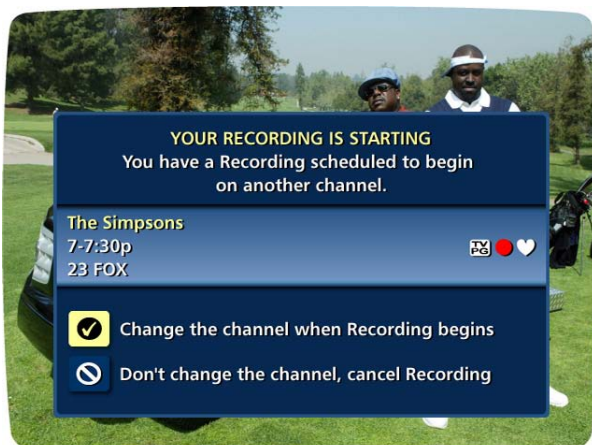 YOUR RECORDING IS STARTING
You have a Recording scheduled to begin
on another channel.
The Simpsons
7-7:30p
TV
PG
23 FOX
Change the channel when Recording begins
Don't change the channel, cancel Recording